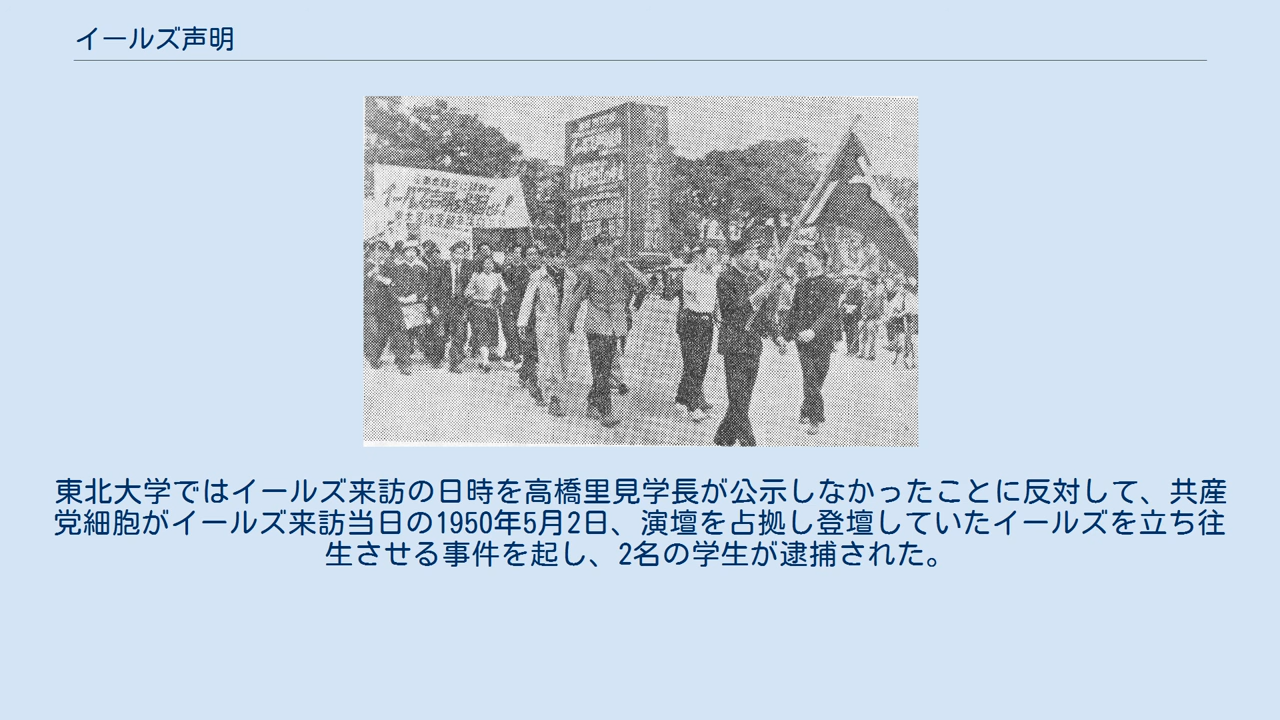 イールズ声明
東北大学ではイールズ来訪の日時を高橋里見学長が公示しなかったことに反対して、共産
党細胞がイールズ来訪当日の1950年5月2日、演壇を占拠し登壇していたイールズを立ち往
生させる事件を起し、2名の学生が逮捕された。